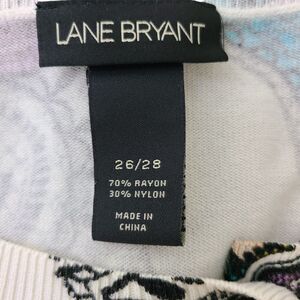 LANE BRYANT
26/28
70% RAYON
30% NYLON
MADE IN
CHINA